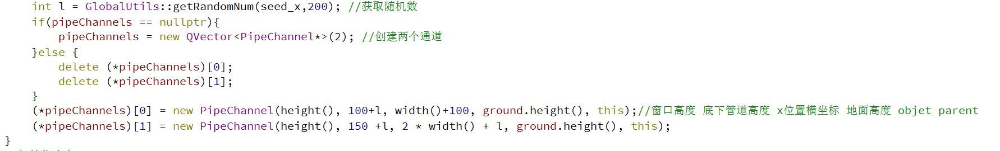 int l = GlobalUtils::getRandomNum(seed_x,200); //获取随机数
if(pipeChannels == nullptr){
pipeChannels = new QVector<PipeChannel*>(2); //创建两个通道
}else {
delete (*pipeChannels)[0];
delete (*pipeChannels)[1];
}
(*pipeChannels)[0] = new PipeChannel(height(), 100+l, width()+100, ground.height(), this);//窗口高度 底下管道高度 x位置横坐标 地面高度 objet parent
(*pipeChannels)[1] = new PipeChannel(height(), 150 +l, 2 * width() + l, ground.height(), this);
}